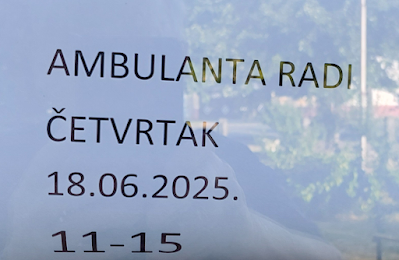 AMBULANTA RADI
ČETVRTAK
18.06.2025.
11-15